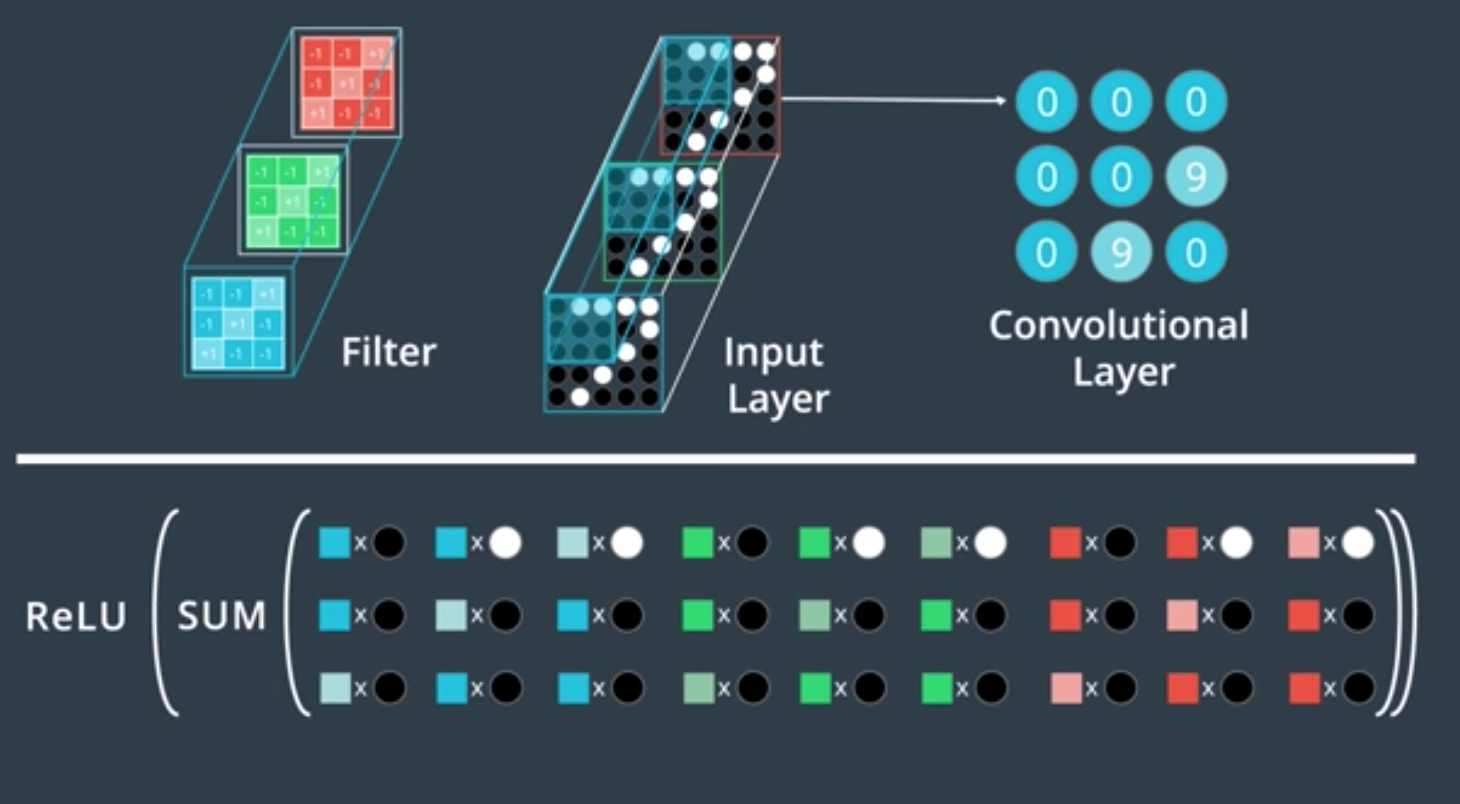 -1 -1 +1
-1 +1 -1
+1 -1 -1
-1 -1 +1
-1 +1 -1
+1 -1 -1
-1 -1 +1
-1 +1 -1
+1 -1 -1
Filter
Input
Layer
0 0 0
0 0 9
0 9 0
Convolutional
Layer
ReLU ( SUM ( x x x x x x x x x ))
x x x x x x x x x
x x x x x x x x x